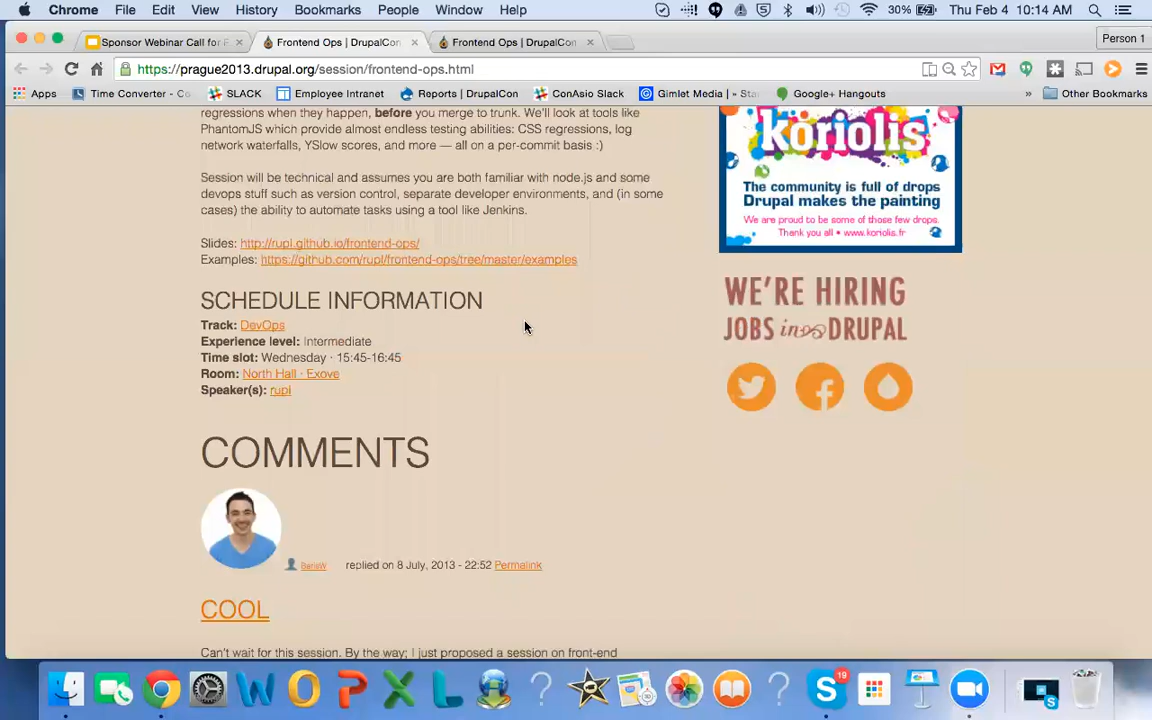 Chrome File Edit View History Bookmarks People Window Help 30% Thu Feb 4 10:14 AM
Sponsor Webinar Call for Frontend Ops | DrupalCon Frontend Ops | DrupalCon Person 1
https://prague2013.drupal.org/session/frontend-ops.html
Apps Time Converter - Co SLACK Employee Intranet Reports | DrupalCon ConAsio Slack Gimlet Media | » Star Google+ Hangouts » Other Bookmarks
regressions when they happen, before you merge to trunk. We'll look at tools like
PhantomJS which provide almost endless testing abilities: CSS regressions, log
network waterfalls, YSlow scores, and more — all on a per-commit basis :)
Session will be technical and assumes you are both familiar with node.js and some
devops stuff such as version control, separate developer environments, and (in some
cases) the ability to automate tasks using a tool like Jenkins.
Slides: http://rupl.github.io/frontend-ops/
Examples: https://github.com/rupl/frontend-ops/tree/master/examples
SCHEDULE INFORMATION
Track: DevOps
Experience level: Intermediate
Time slot: Wednesday · 15:45-16:45
Room: North Hall · Exove
Speaker(s): rupl
COMMENTS
BarisW replied on 8 July, 2013 - 22:52 Permalink
COOL
Can't wait for this session. By the way; I just proposed a session on front-end
koriolis
The community is full of drops
Drupal makes the painting
We are proud to be some of those few drops.
Thank you all • www.koriolis.fr
WE'RE HIRING
JOBS in DRUPAL
19